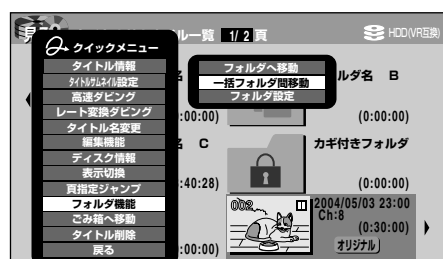 ル一覧 1/ 2 頁
HDD(VR互換)
クイックメニュー
タイトル情報
タイトルサムネイル設定
高速ダビング
レート変換ダビング
タイトル名変更
編集機能
ディスク情報
表示切換
頁指定ジャンプ
フォルダ機能
ごみ箱へ移動
タイトル削除
戻る
フォルダへ移動
一括フォルダ間移動
フォルダ設定
ルダ名 B
:00:00)
(0:00:00)
C
カギ付きフォルダ
:40:28)
(0:00:00)
002
2004/05/03 23:00
Ch:8
(0:30:00)
オリジナル
:00:00)